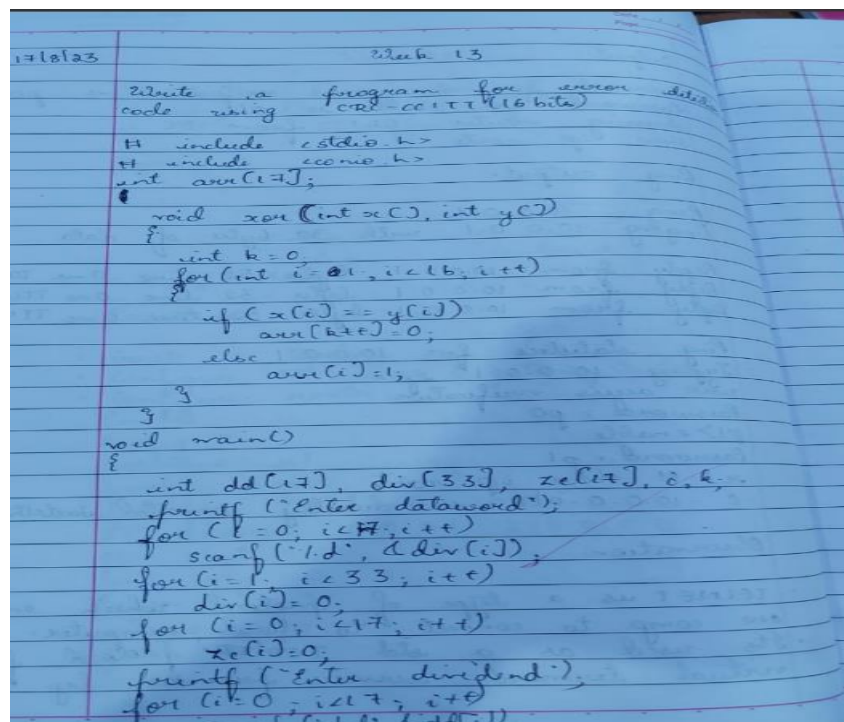 17/8/23
Week 13
Write a program for error detec
code using CRC-CCITT (16 bits)
# include <stdio.h>
# include <conio.h>
int arr[17];
void xor (int x[], int y[])
{
int k=0;
for (int i=1; i<16; i++)
{
if (x[i] == y[i])
arr[k++]=0;
else
arr[i]=1;
}
}
void main()
{
int dd[17], div[33], ze[17], i, k;
printf ("Enter dataword");
for (i=0; i<17; i++)
scanf ("%d", &div[i]);
for (i=1; i<33; i++)
div[i]=0;
for (i=0; i<17; i++)
ze[i]=0;
printf ("Enter dividend");
for (i=0; i<17; i++)